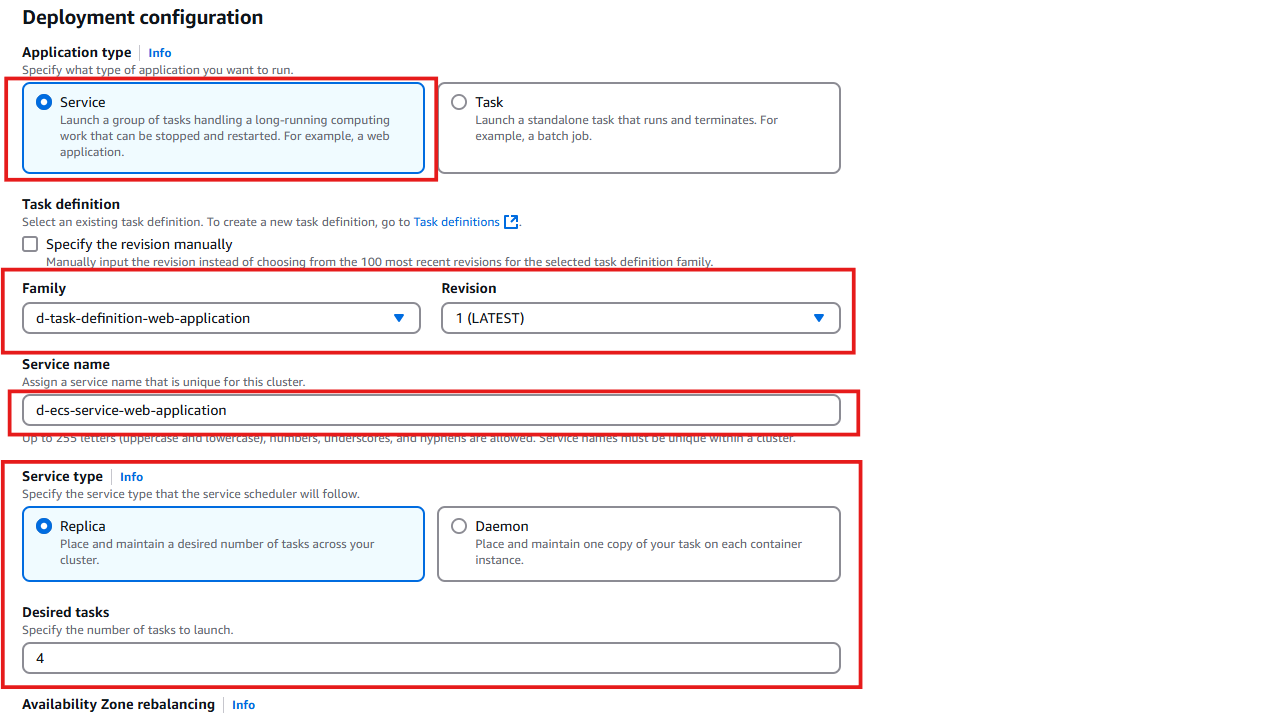 Deployment configuration
Application type Info
Specify what type of application you want to run.
Service
Launch a group of tasks handling a long-running computing
work that can be stopped and restarted. For example, a web
application.
Task
Launch a standalone task that runs and terminates. For
example, a batch job.
Task definition
Select an existing task definition. To create a new task definition, go to Task definitions.
Specify the revision manually
Manually input the revision instead of choosing from the 100 most recent revisions for the selected task definition family.
Family
d-task-definition-web-application
Revision
1 (LATEST)
Service name
Assign a service name that is unique for this cluster.
d-ecs-service-web-application
Up to 255 letters (uppercase and lowercase), numbers, underscores, and hyphens are allowed. Service names must be unique within a cluster.
Service type Info
Specify the service type that the service scheduler will follow.
Replica
Place and maintain a desired number of tasks across your
cluster.
Daemon
Place and maintain one copy of your task on each container
instance.
Desired tasks
Specify the number of tasks to launch.
4
Availability Zone rebalancing Info